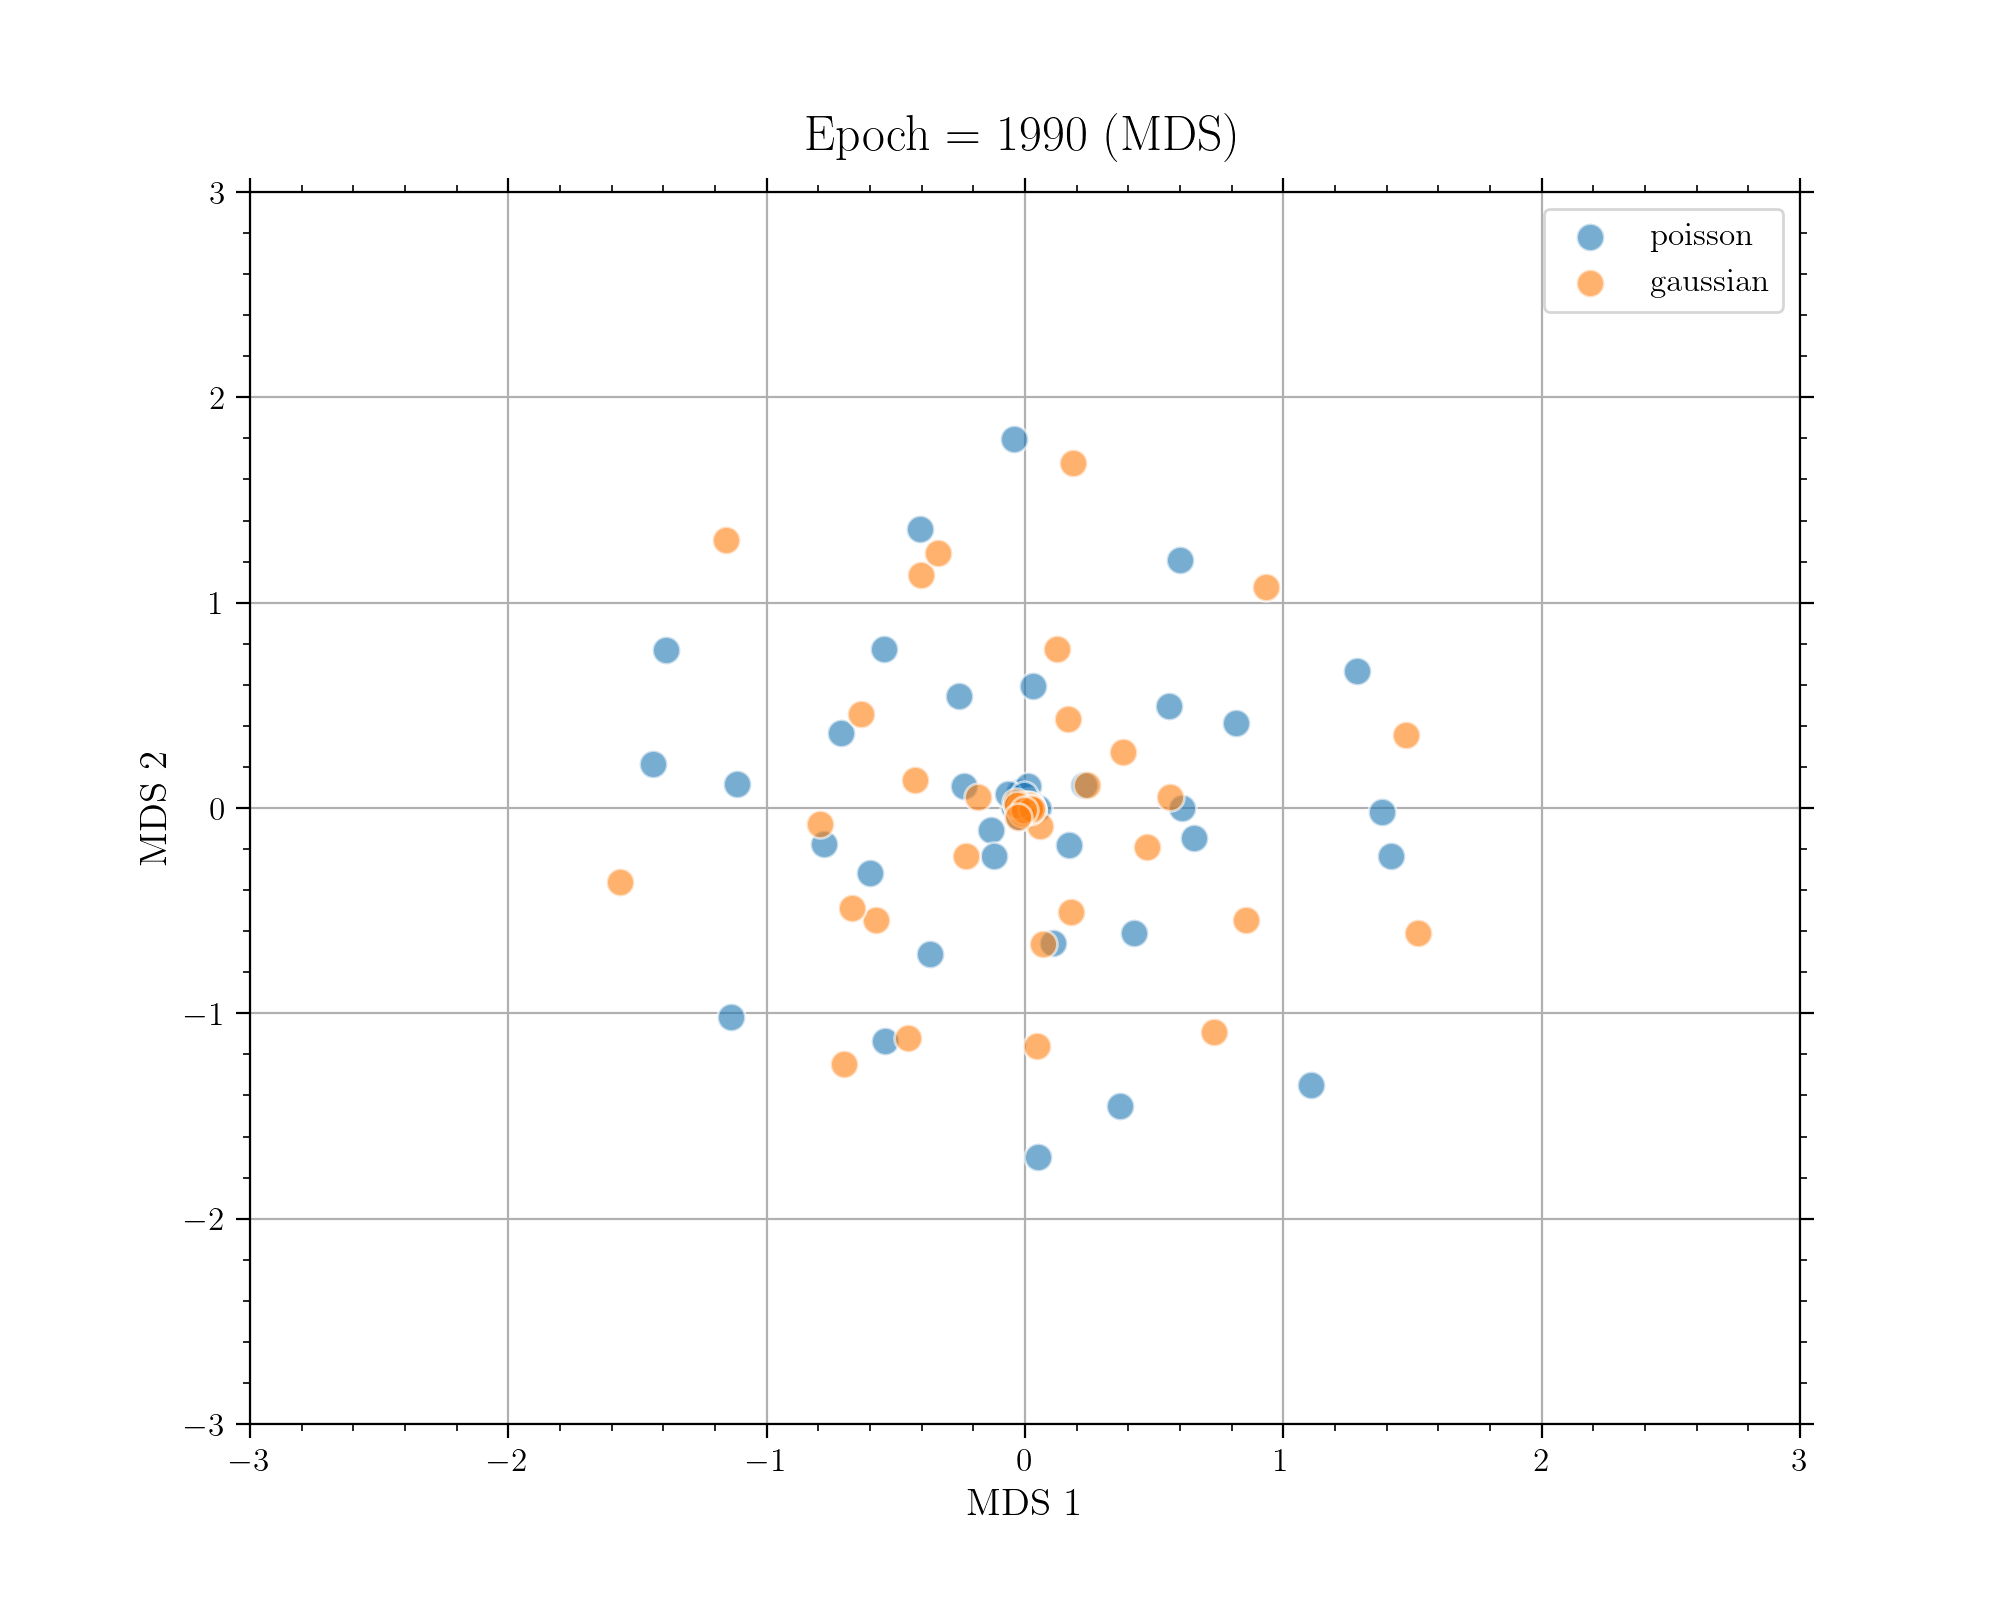 Epoch = 1990 (MDS)
poisson
gaussian
3
2
1
0
−1
−2
−3
MDS 2
−3 −2 −1 0 1 2 3
MDS 1